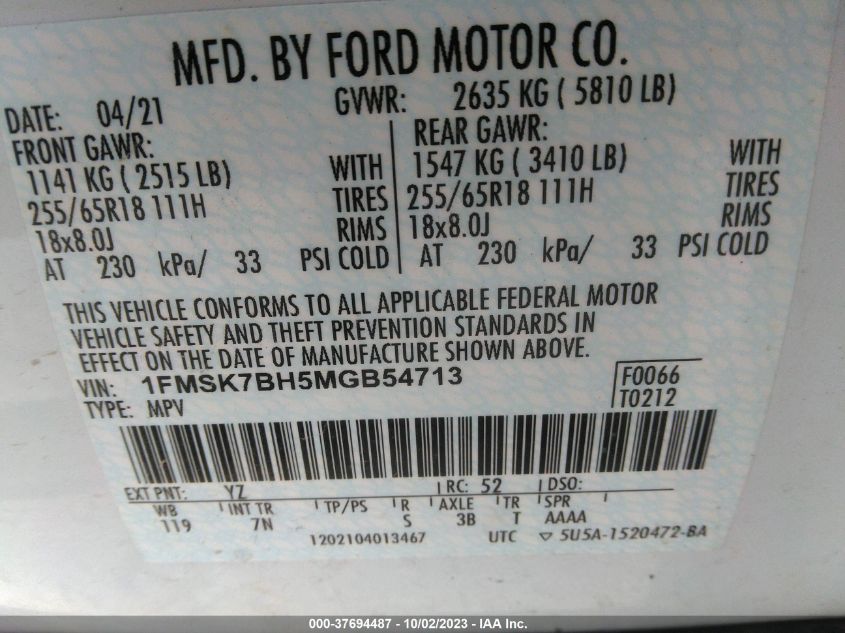 MFD. BY FORD MOTOR CO.
DATE: 04/21 GVWR: 2635 KG ( 5810 LB)
FRONT GAWR: REAR GAWR:
1141 KG ( 2515 LB) WITH 1547 KG ( 3410 LB) WITH
255/65R18 111H TIRES 255/65R18 111H TIRES
18x8.0J RIMS 18x8.0J RIMS
AT 230 kPa/ 33 PSI COLD AT 230 kPa/ 33 PSI COLD
THIS VEHICLE CONFORMS TO ALL APPLICABLE FEDERAL MOTOR
VEHICLE SAFETY AND THEFT PREVENTION STANDARDS IN
EFFECT ON THE DATE OF MANUFACTURE SHOWN ABOVE.
VIN: 1FMSK7BH5MGB54713 F0066
TYPE: MPV T0212
EXT PNT: YZ RC: 52 DSO:
WB INT TR TP/PS R AXLE TR SPR
119 7N S 3B T AAAA
1202104013467 UTC ▽ 5U5A-1520472-BA
000-37694487 - 10/02/2023 - IAA Inc.